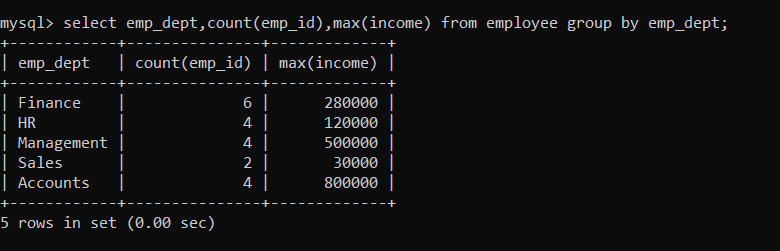 mysql> select emp_dept,count(emp_id),max(income) from employee group by emp_dept;
+------------+---------------+-------------+
| emp_dept   | count(emp_id) | max(income) |
+------------+---------------+-------------+
| Finance    |             6 |      280000 |
| HR         |             4 |      120000 |
| Management |             4 |      500000 |
| Sales      |             2 |       30000 |
| Accounts   |             4 |      800000 |
+------------+---------------+-------------+
5 rows in set (0.00 sec)